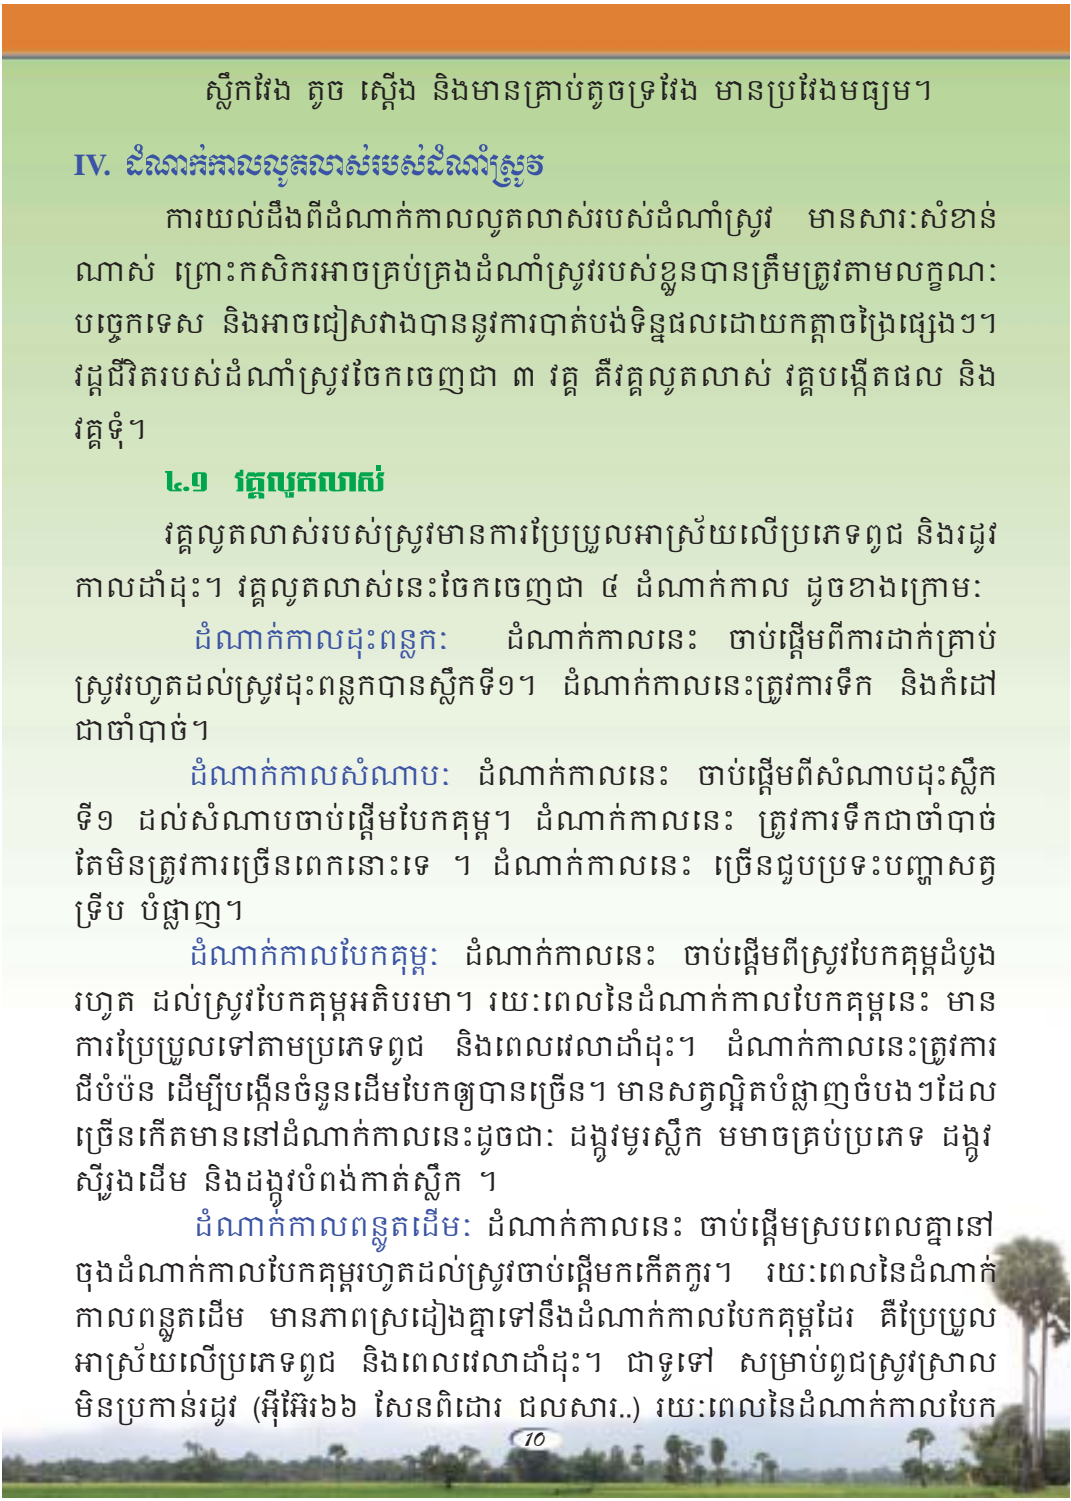 ស្លឹកវែង តូច ស្ដើង និងមានគ្រាប់តូចទ្រវែង មានប្រវែងមធ្យម។
IV. ដំណាក់កាលលូតលាស់របស់ដំណាំស្រូវ
ការយល់ដឹងពីដំណាក់កាលលូតលាស់របស់ដំណាំស្រូវ មានសារៈសំខាន់
ណាស់ ព្រោះកសិករអាចគ្រប់គ្រងដំណាំស្រូវរបស់ខ្លួនបានត្រឹមត្រូវតាមលក្ខណៈ
បច្ចេកទេស និងអាចជៀសវាងបាននូវការបាត់បង់ទិន្នផលដោយកត្តាចង្រៃផ្សេងៗ។
វដ្ដជីវិតរបស់ដំណាំស្រូវចែកចេញជា ៣ វគ្គ គឺវគ្គលូតលាស់ វគ្គបង្កើតផល និង
វគ្គទុំ។
៤.១ វគ្គលូតលាស់
វគ្គលូតលាស់របស់ស្រូវមានការប្រែប្រួលអាស្រ័យលើប្រភេទពូជ និងរដូវ
កាលដាំដុះ។ វគ្គលូតលាស់នេះចែកចេញជា ៤ ដំណាក់កាល ដូចខាងក្រោមៈ
ដំណាក់កាលដុះពន្លកៈ ដំណាក់កាលនេះ ចាប់ផ្ដើមពីការដាក់គ្រាប់
ស្រូវរហូតដល់ស្រូវដុះពន្លកបានស្លឹកទី១។ ដំណាក់កាលនេះត្រូវការទឹក និងកំដៅ
ជាចាំបាច់។
ដំណាក់កាលសំណាបៈ ដំណាក់កាលនេះ ចាប់ផ្ដើមពីសំណាបដុះស្លឹក
ទី១ ដល់សំណាបចាប់ផ្ដើមបែកគុម្ព។ ដំណាក់កាលនេះ ត្រូវការទឹកជាចាំបាច់
តែមិនត្រូវការច្រើនពេកនោះទេ ។ ដំណាក់កាលនេះ ច្រើនជួបប្រទះបញ្ហាសត្វ
ទ្រីប បំផ្លាញ។
ដំណាក់កាលបែកគុម្ពៈ ដំណាក់កាលនេះ ចាប់ផ្ដើមពីស្រូវបែកគុម្ពដំបូង
រហូត ដល់ស្រូវបែកគុម្ពអតិបរមា។ រយៈពេលនៃដំណាក់កាលបែកគុម្ពនេះ មាន
ការប្រែប្រួលទៅតាមប្រភេទពូជ និងពេលវេលាដាំដុះ។ ដំណាក់កាលនេះត្រូវការ
ជីបំប៉ន ដើម្បីបង្កើនចំនួនដើមបែកឲ្យបានច្រើន។ មានសត្វល្អិតបំផ្លាញចំបងៗដែល
ច្រើនកើតមាននៅដំណាក់កាលនេះដូចជាៈ ដង្កូវមូរស្លឹក មមាចគ្រប់ប្រភេទ ដង្កូវ
ស៊ីរូងដើម និងដង្កូវបំពង់កាត់ស្លឹក ។
ដំណាក់កាលពន្លូតដើមៈ ដំណាក់កាលនេះ ចាប់ផ្ដើមស្របពេលគ្នានៅ
ចុងដំណាក់កាលបែកគុម្ពរហូតដល់ស្រូវចាប់ផ្ដើមកកើតកួរ។ រយៈពេលនៃដំណាក់
កាលពន្លូតដើម មានភាពស្រដៀងគ្នាទៅនឹងដំណាក់កាលបែកគុម្ពដែរ គឺប្រែប្រួល
អាស្រ័យលើប្រភេទពូជ និងពេលវេលាដាំដុះ។ ជាទូទៅ សម្រាប់ពូជស្រូវស្រាល
មិនប្រកាន់រដូវ (អ៊ីអ៊ែរ៦៦ សែនពិដោរ ជលសារ..) រយៈពេលនៃដំណាក់កាលបែក
10